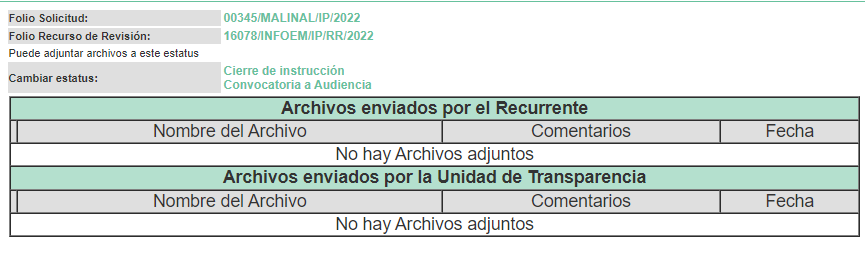 Folio Solicitud: 00345/MALINAL/IP/2022
Folio Recurso de Revisión: 16078/INFOEM/IP/RR/2022
Puede adjuntar archivos a este estatus
Cambiar estatus: Cierre de instrucción
Convocatoria a Audiencia
Archivos enviados por el Recurrente
Nombre del Archivo Comentarios Fecha
No hay Archivos adjuntos
Archivos enviados por la Unidad de Transparencia
Nombre del Archivo Comentarios Fecha
No hay Archivos adjuntos